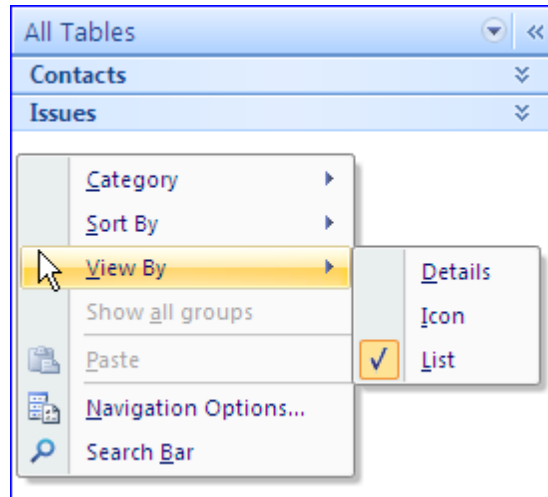 All Tables
Contacts
Issues
Category
Sort By
View By
Details
Show all groups
Icon
Paste
List
Navigation Options...
Search Bar